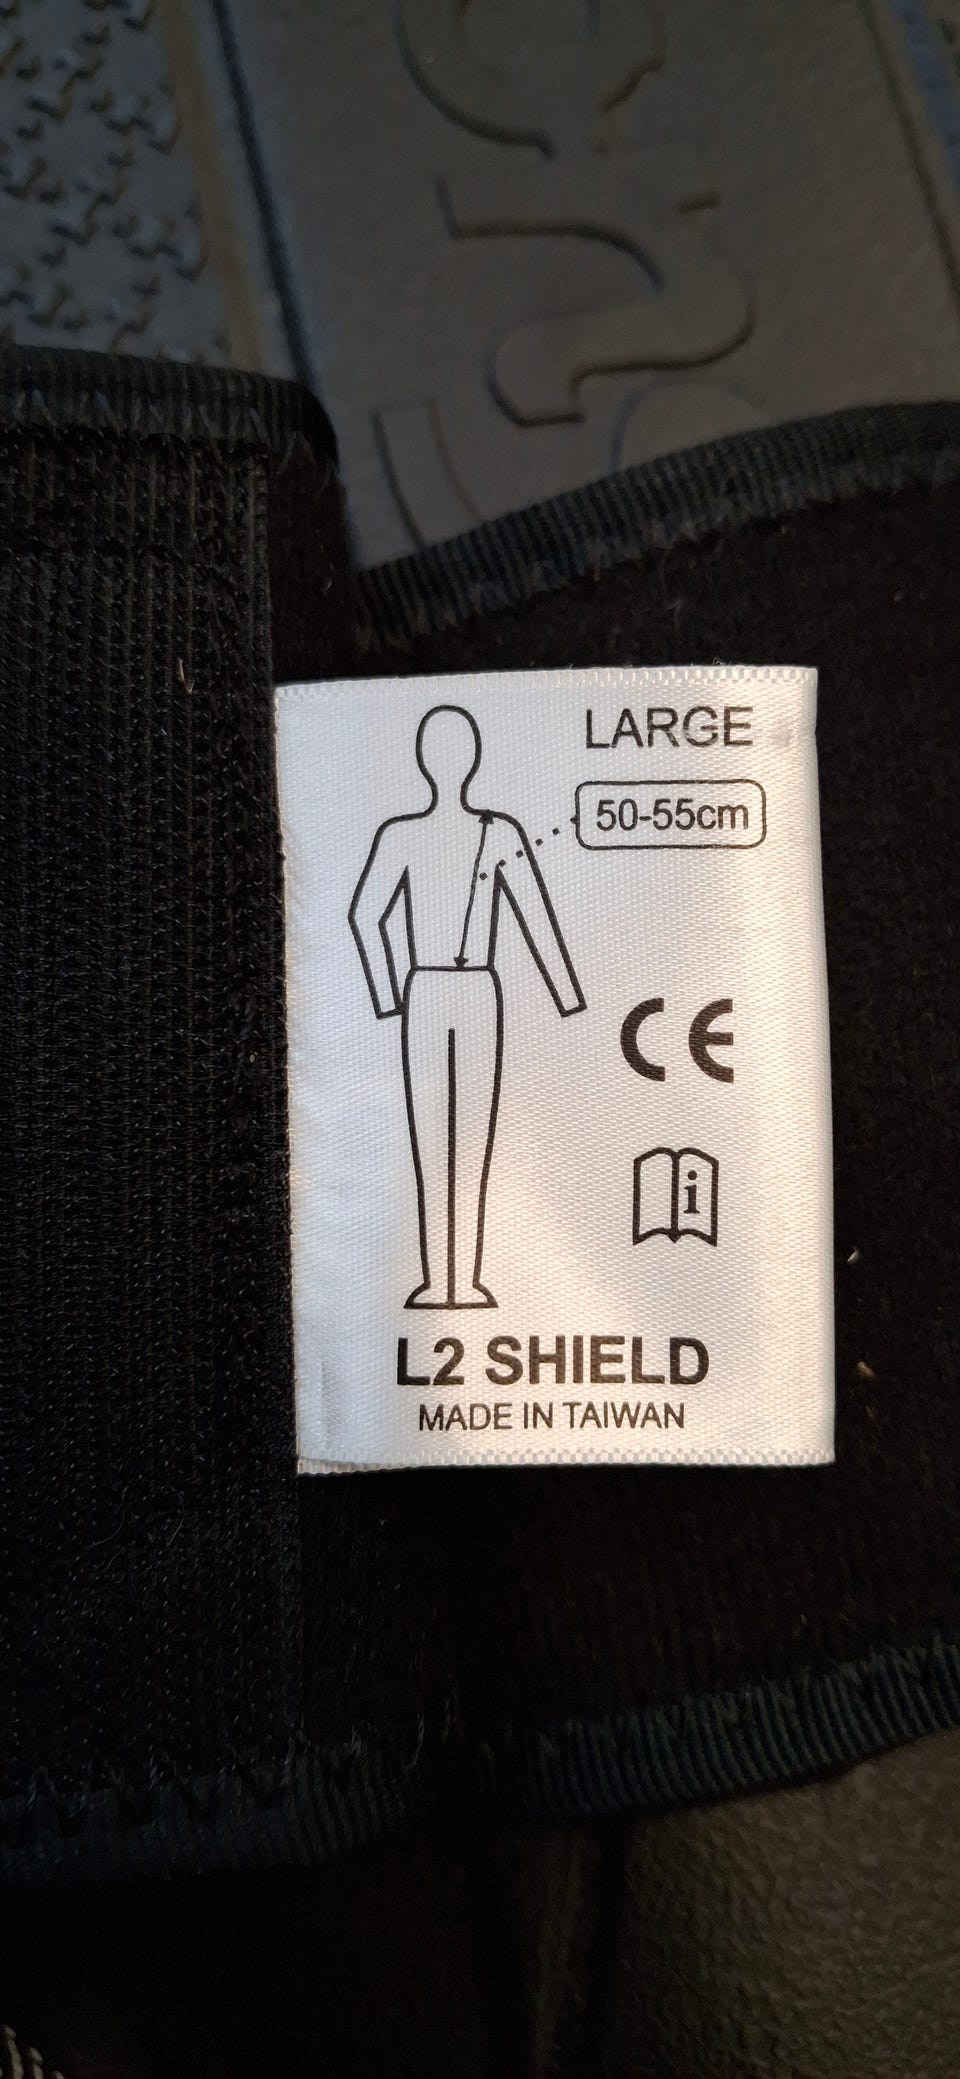 LARGE
50-55cm
CE
i
L2 SHIELD
MADE IN TAIWAN